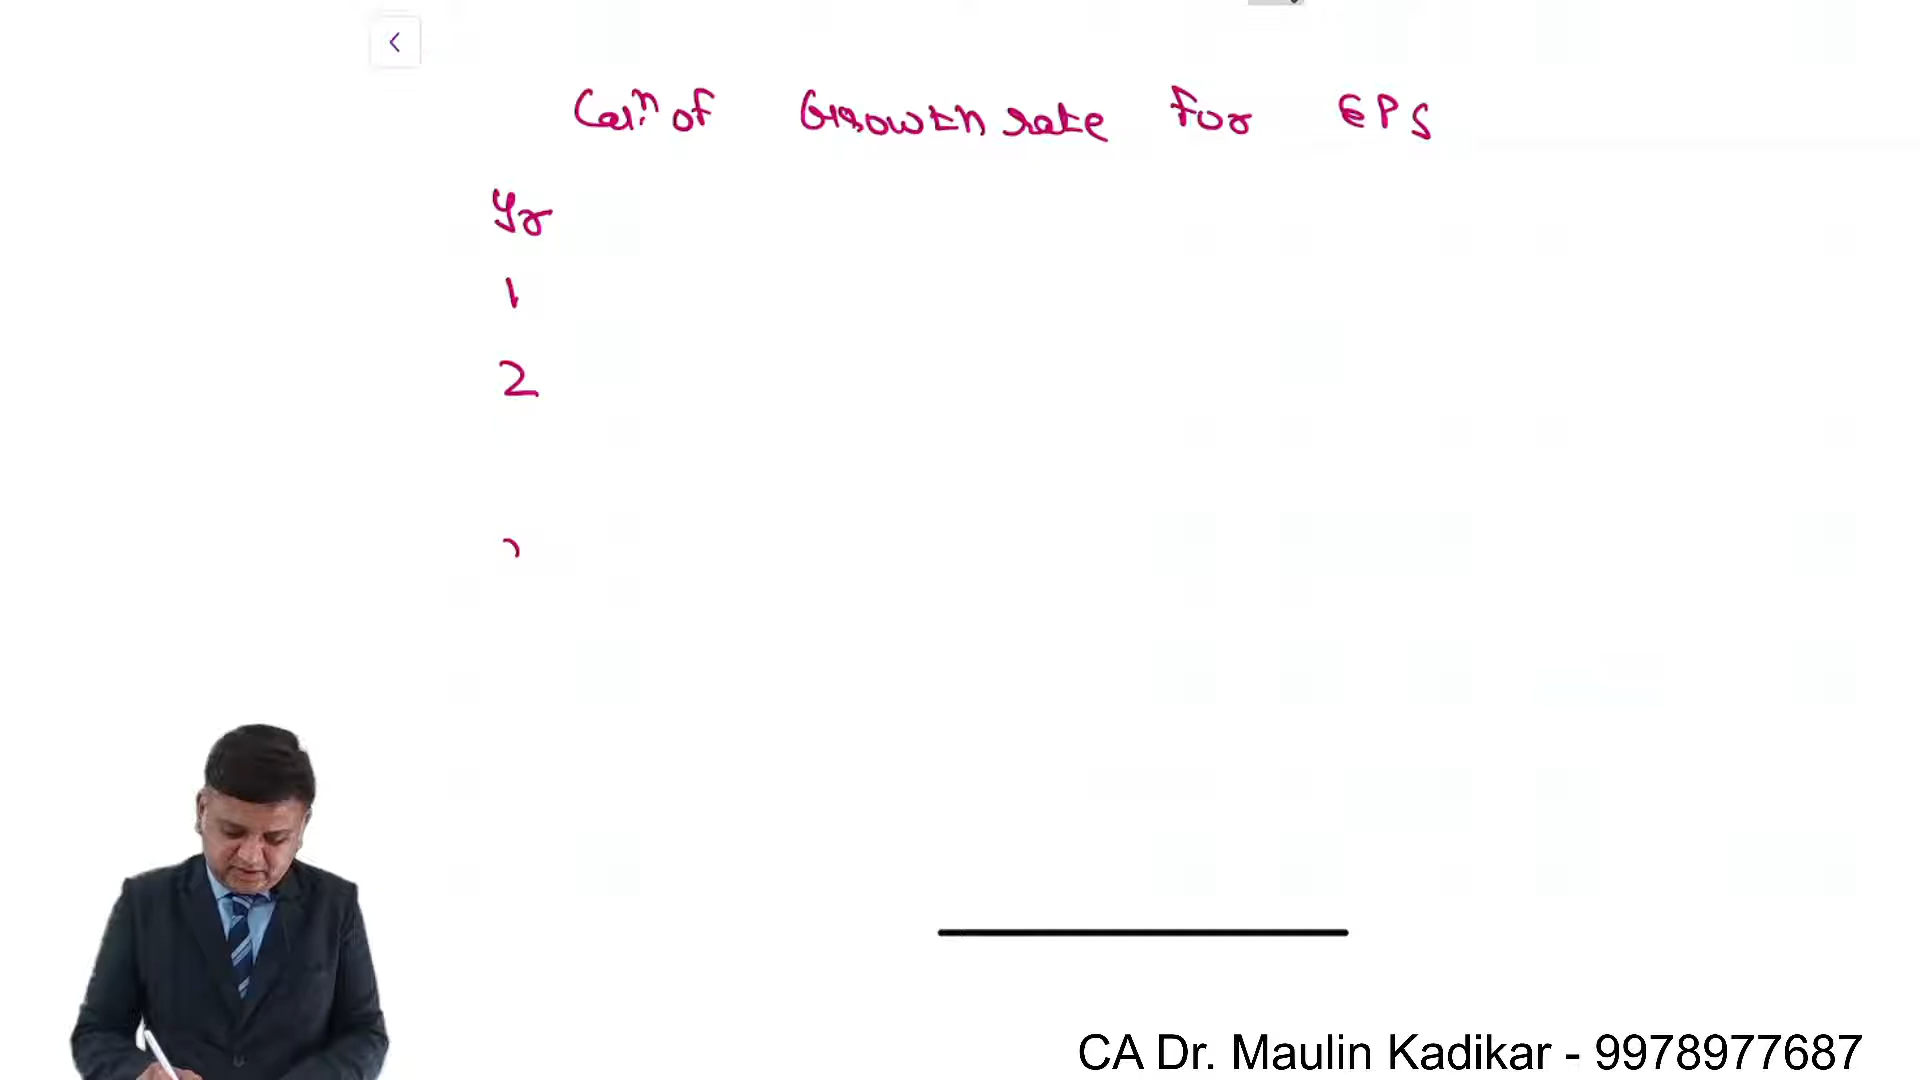 Calⁿ of Growth rate for EPS
Yr
1
2
CA Dr. Maulin Kadikar - 9978977687